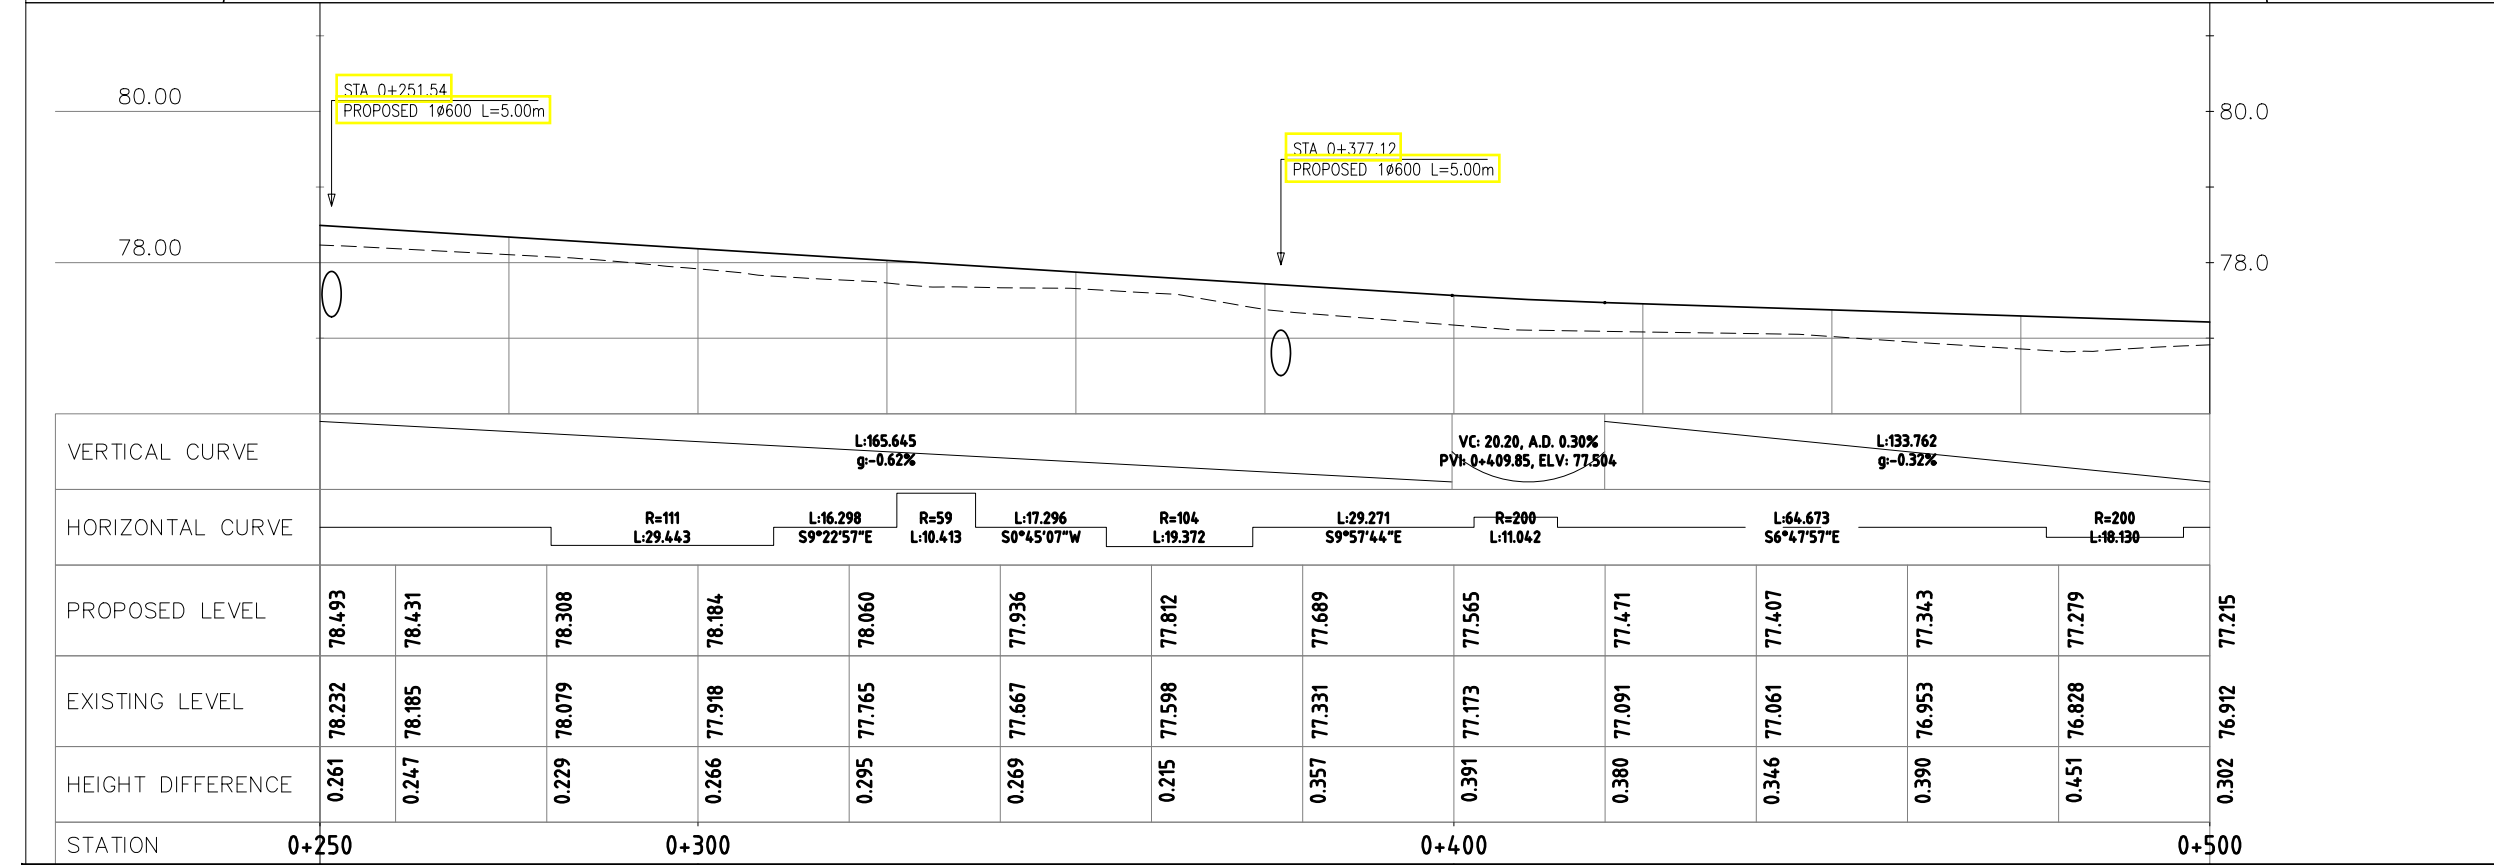 80.00
78.00
80.0
78.0
STA 0+251.54
PROPOSED 1ø600 L=5.00m
STA 0+377.12
PROPOSED 1ø600 L=5.00m
VERTICAL CURVE
L:165.645
g:-0.62%
VC: 20.20, A.D. 0.30%
PVI: 0+409.85, ELV: 77.504
L:133.762
g:-0.32%
HORIZONTAL CURVE
R=111
L:29.443
L:16.298
S9°22'57"E
R=59
L:10.413
L:17.296
S0°45'07"W
R=104
L:19.372
L:29.271
S9°57'44"E
R=200
L:11.042
L:64.673
S6°47'57"E
R=200
L:18.130
PROPOSED LEVEL
78.493 78.431 78.308 78.184 78.060 77.936 77.812 77.689 77.565 77.471 77.407 77.343 77.279 77.215
EXISTING LEVEL
78.232 78.185 78.079 77.918 77.765 77.667 77.598 77.331 77.173 77.091 77.061 76.953 76.828 76.912
HEIGHT DIFFERENCE
0.261 0.247 0.229 0.266 0.295 0.269 0.215 0.357 0.391 0.380 0.346 0.390 0.451 0.302
STATION
0+250 0+300 0+400 0+500